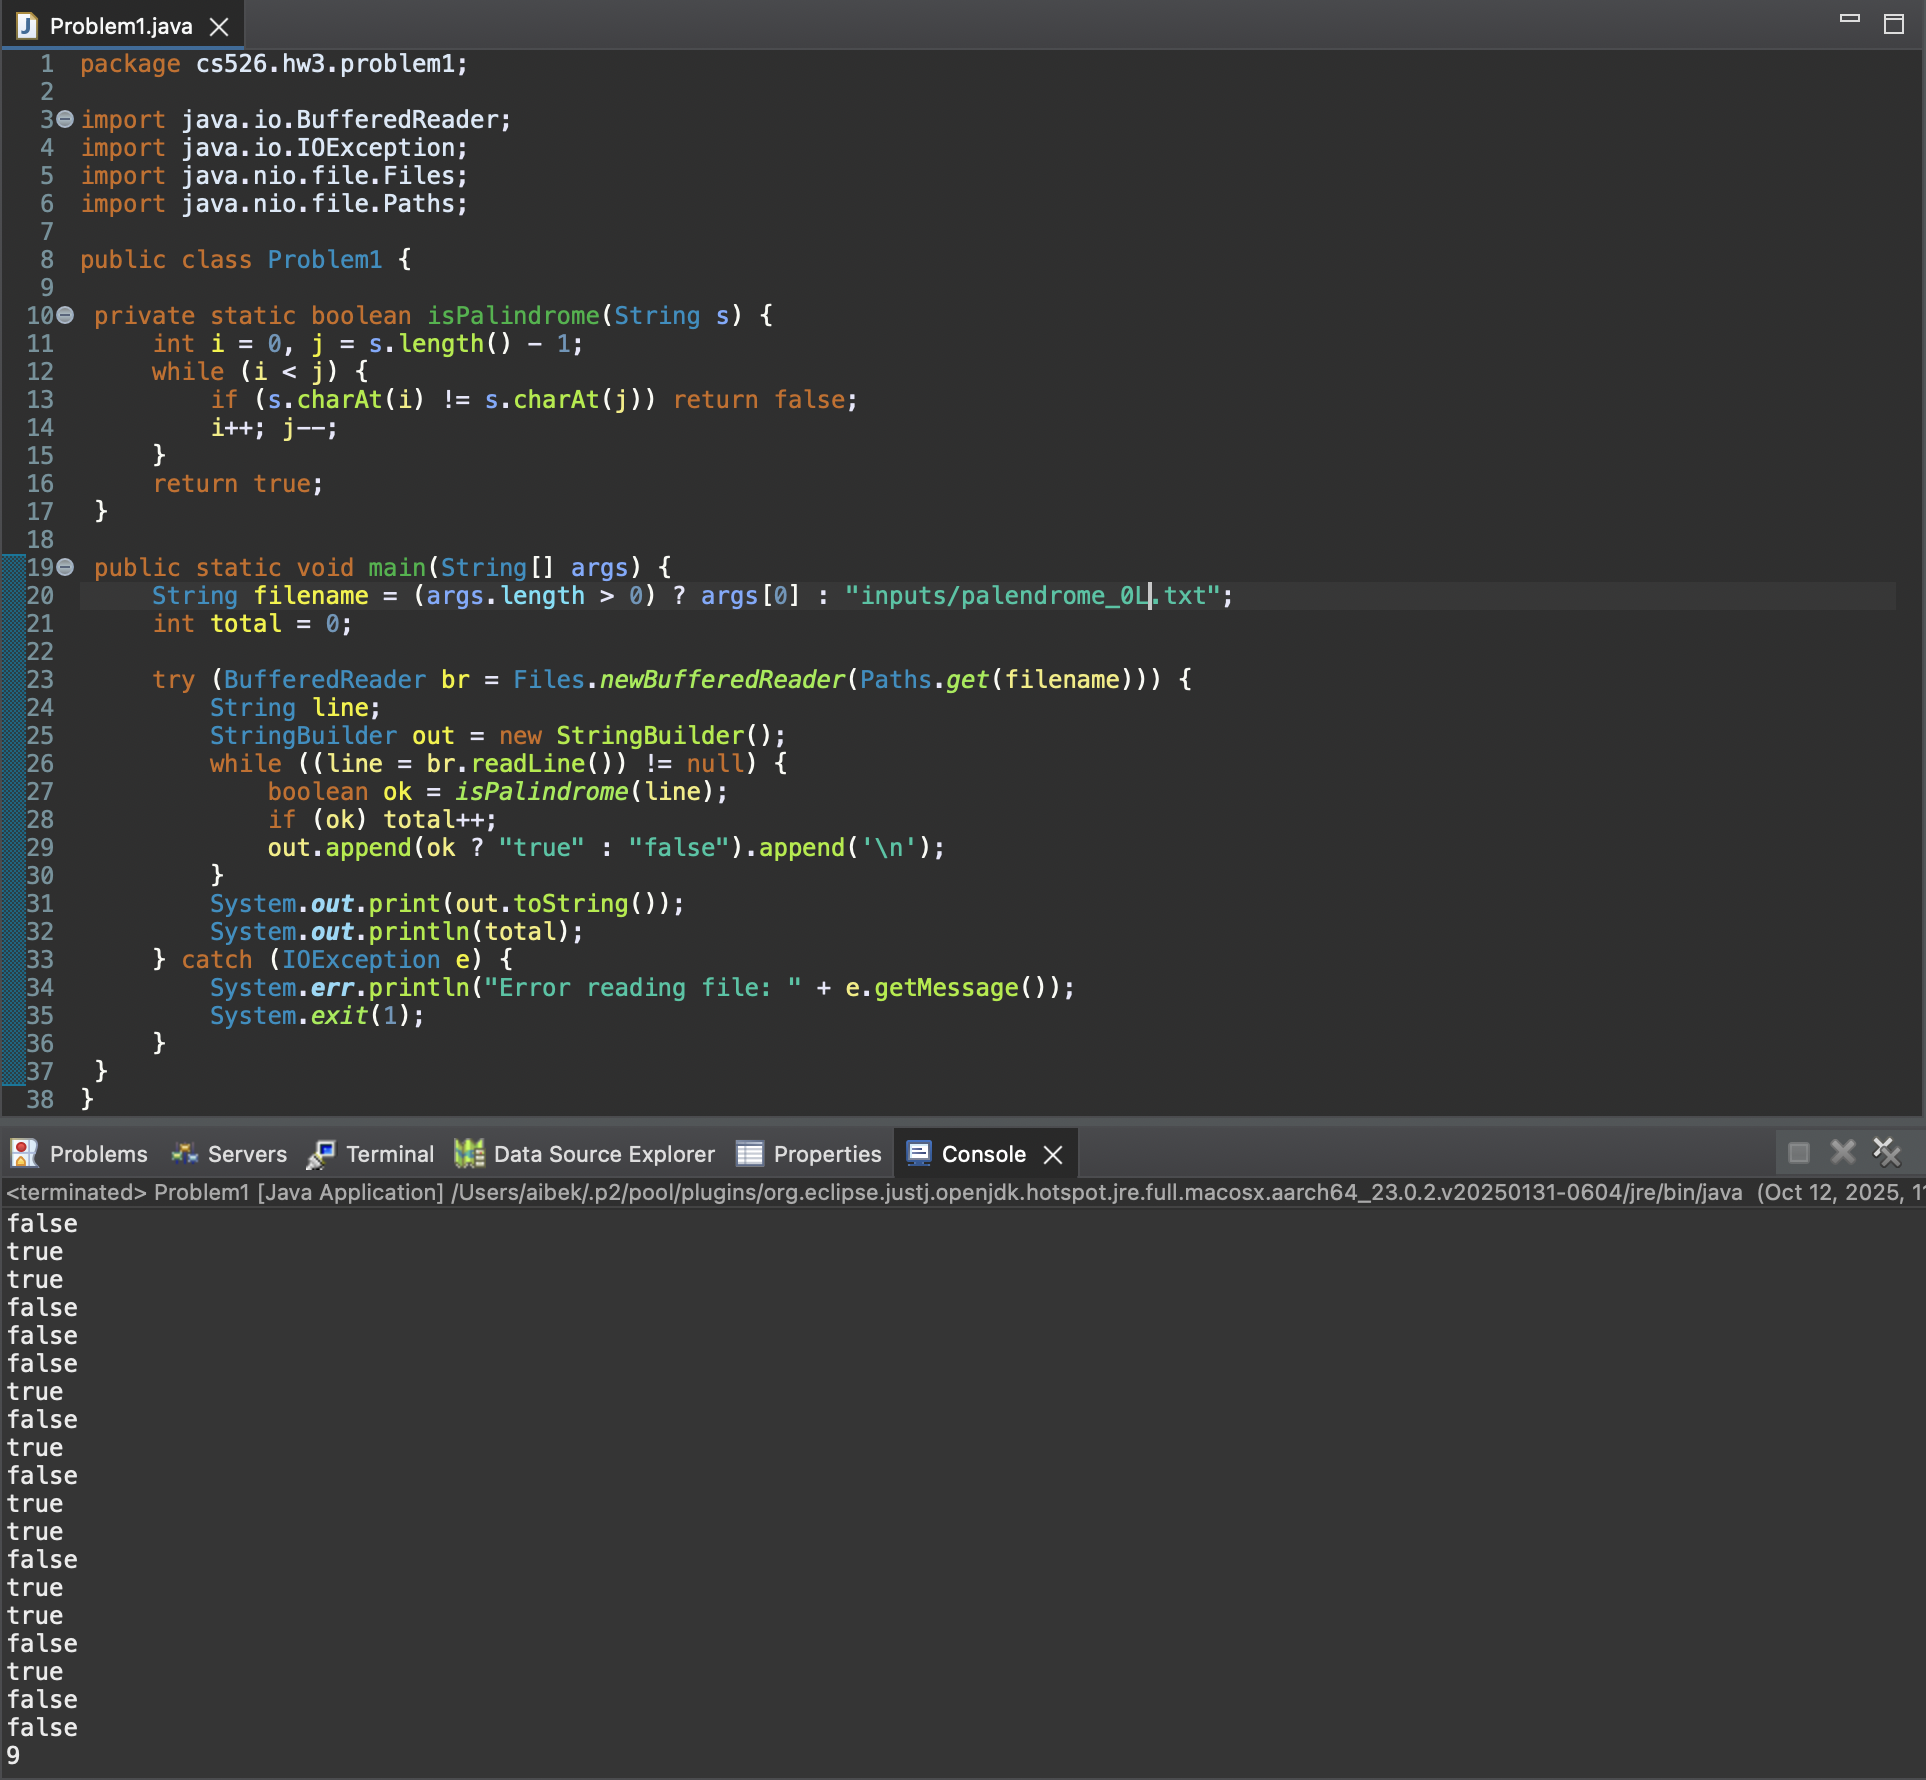 Problem1.java
1 package cs526.hw3.problem1;
2
3 import java.io.BufferedReader;
4 import java.io.IOException;
5 import java.nio.file.Files;
6 import java.nio.file.Paths;
7
8 public class Problem1 {
9
10 private static boolean isPalindrome(String s) {
11     int i = 0, j = s.length() - 1;
12     while (i < j) {
13         if (s.charAt(i) != s.charAt(j)) return false;
14         i++; j--;
15     }
16     return true;
17 }
18
19 public static void main(String[] args) {
20     String filename = (args.length > 0) ? args[0] : "inputs/palendrome_0L.txt";
21     int total = 0;
22
23     try (BufferedReader br = Files.newBufferedReader(Paths.get(filename))) {
24         String line;
25         StringBuilder out = new StringBuilder();
26         while ((line = br.readLine()) != null) {
27             boolean ok = isPalindrome(line);
28             if (ok) total++;
29             out.append(ok ? "true" : "false").append('\n');
30         }
31         System.out.print(out.toString());
32         System.out.println(total);
33     } catch (IOException e) {
34         System.err.println("Error reading file: " + e.getMessage());
35         System.exit(1);
36     }
37 }
38 }
Problems Servers Terminal Data Source Explorer Properties Console
<terminated> Problem1 [Java Application] /Users/aibek/.p2/pool/plugins/org.eclipse.justj.openjdk.hotspot.jre.full.macosx.aarch64_23.0.2.v20250131-0604/jre/bin/java (Oct 12, 2025,
false
true
true
false
false
false
true
false
true
false
true
true
false
true
true
false
true
false
false
9